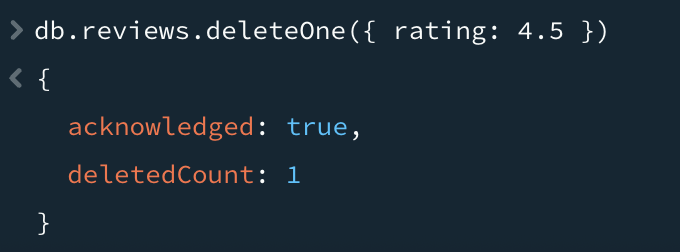 > db.reviews.deleteOne({ rating: 4.5 })
< {
acknowledged: true,
deletedCount: 1
}